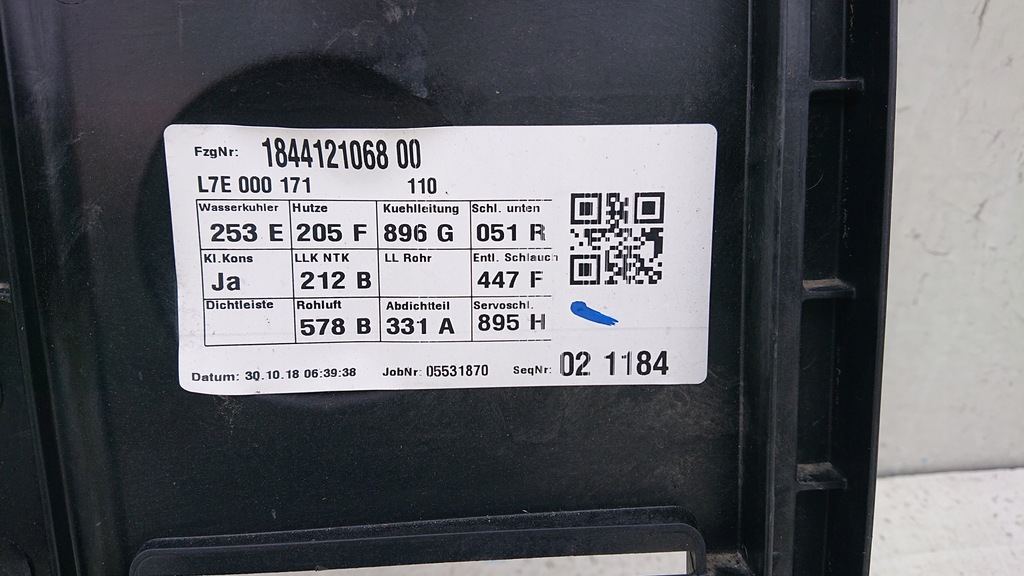 FzgNr: 1844121068 00
L7E 000 171 110
Wasserkuhler Hutze Kuehlleitung Schl. unten
253 E 205 F 896 G 051 R
Kl.Kons LLK NTK LL Rohr Entl. Schlauch
Ja 212 B 447 F
Dichtleiste Rohluft Abdichtteil Servoschl.
578 B 331 A 895 H
Datum: 30.10.18 06:39:38 JobNr: 05531870 SeqNr: 02 1184